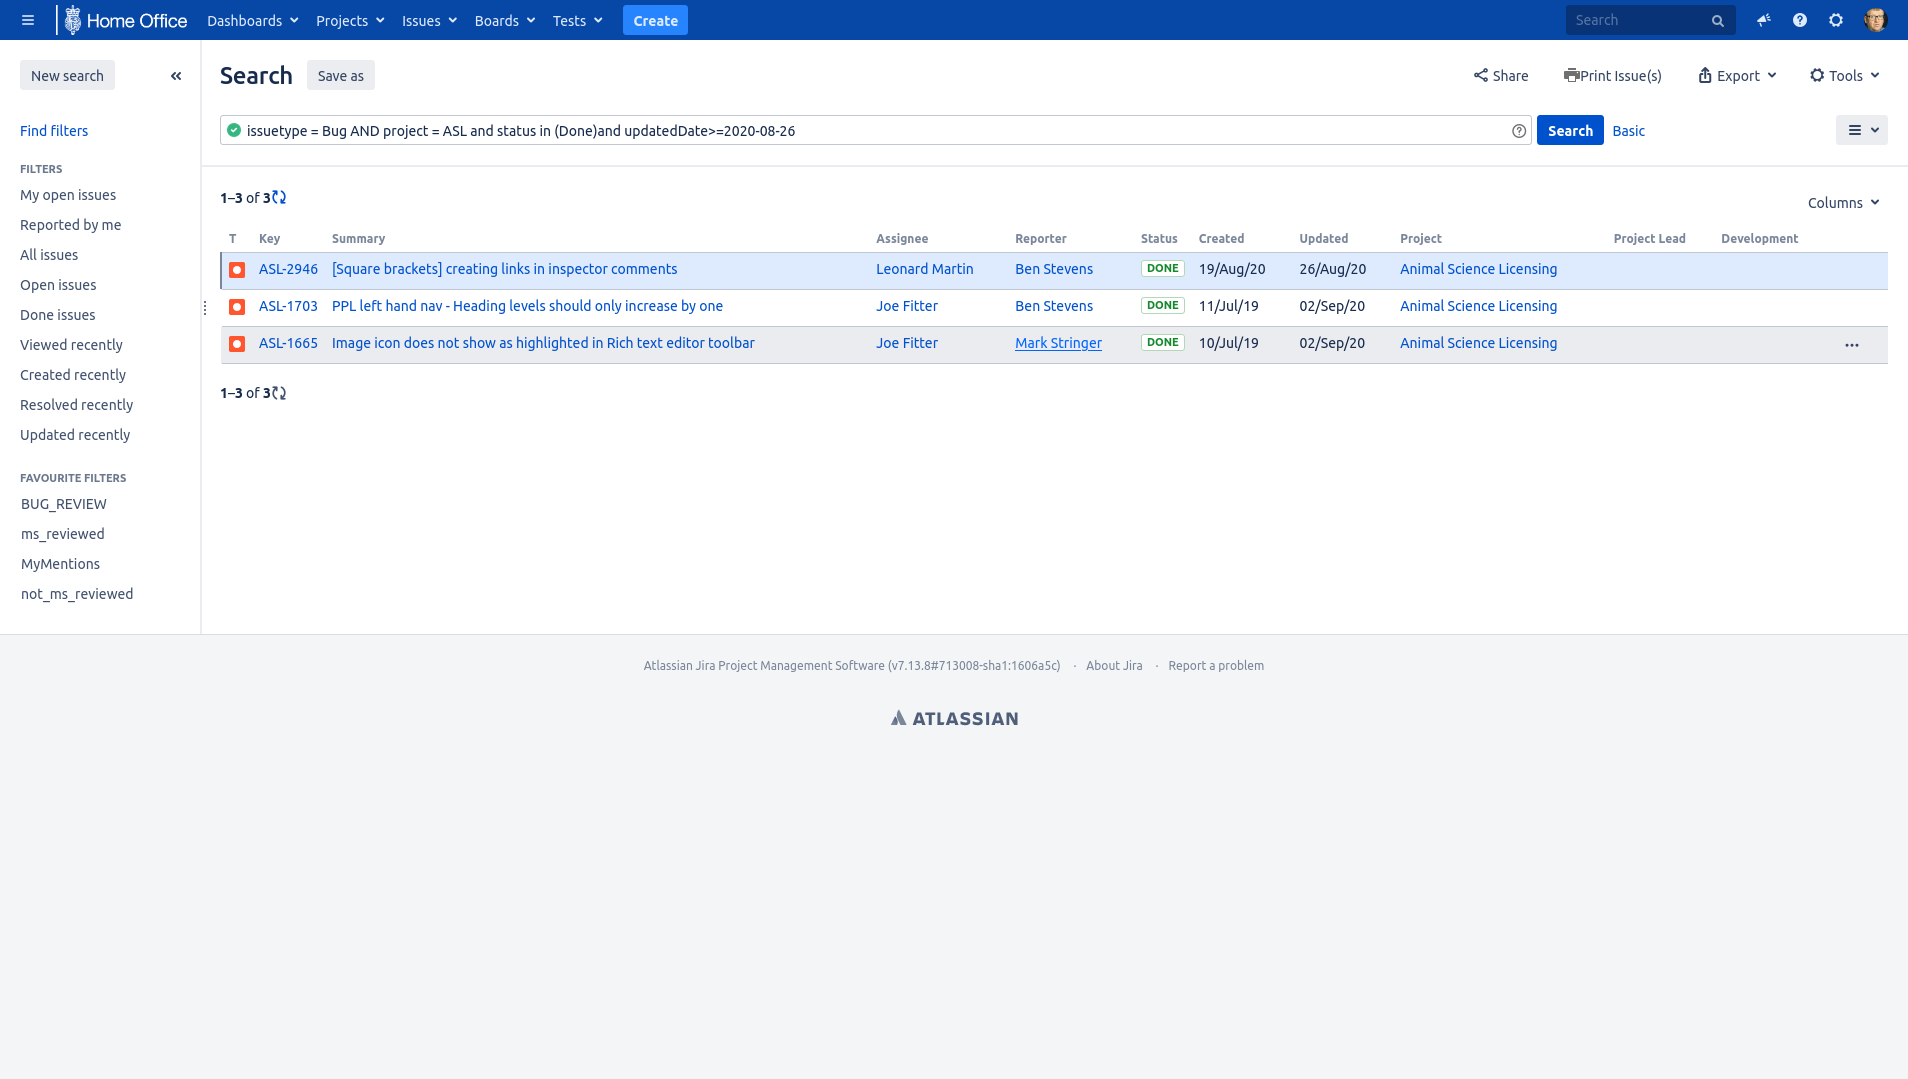 Home Office Dashboards Projects Issues Boards Tests Create Search
New search
Search Save as Share Print Issue(s) Export Tools
issuetype = Bug AND project = ASL and status in (Done)and updatedDate>=2020-08-26 Search Basic
Find filters
FILTERS
My open issues
Reported by me
All issues
Open issues
Done issues
Viewed recently
Created recently
Resolved recently
Updated recently
FAVOURITE FILTERS
BUG_REVIEW
ms_reviewed
MyMentions
not_ms_reviewed
1–3 of 3
Columns
T Key Summary Assignee Reporter Status Created Updated Project Project Lead Development
ASL-2946 [Square brackets] creating links in inspector comments Leonard Martin Ben Stevens DONE 19/Aug/20 26/Aug/20 Animal Science Licensing
ASL-1703 PPL left hand nav - Heading levels should only increase by one Joe Fitter Ben Stevens DONE 11/Jul/19 02/Sep/20 Animal Science Licensing
ASL-1665 Image icon does not show as highlighted in Rich text editor toolbar Joe Fitter Mark Stringer DONE 10/Jul/19 02/Sep/20 Animal Science Licensing
1–3 of 3
Atlassian Jira Project Management Software (v7.13.8#713008-sha1:1606a5c) · About Jira · Report a problem
ATLASSIAN